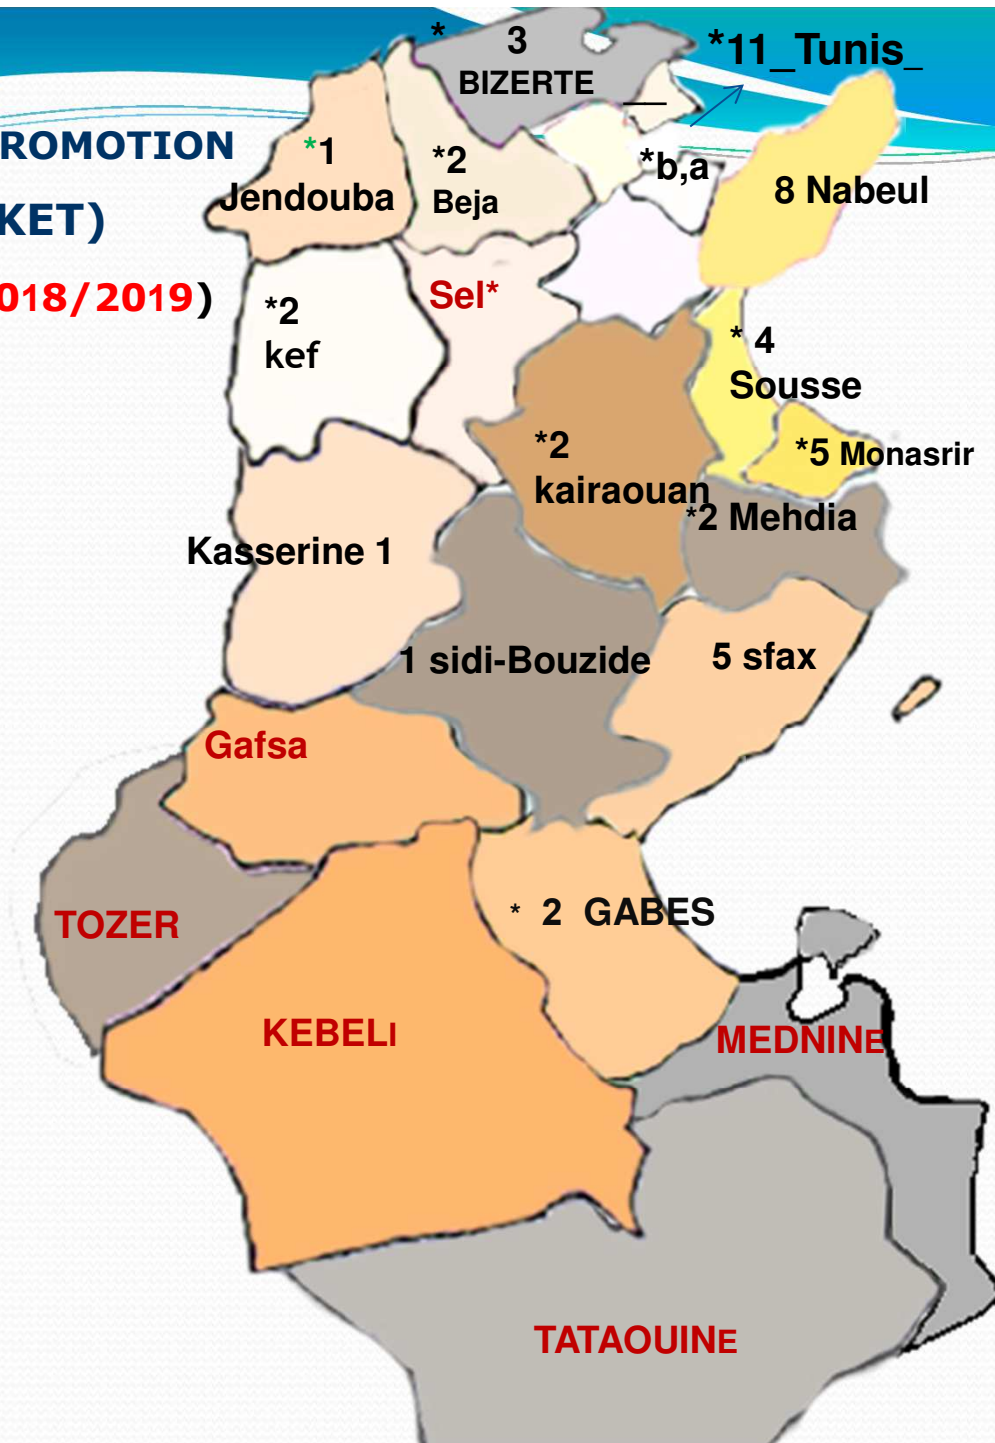 * 3
BIZERTE
*11_Tunis_
ROMOTION
*1
Jendouba
*2
Beja
*b,a
8 Nabeul
KET)
018/2019)
*2
kef
Sel*
* 4
Sousse
*2
kairaouan
*5 Monasrir
*2 Mehdia
Kasserine 1
1 sidi-Bouzide
5 sfax
Gafsa
TOZER
* 2 GABES
KEBELI
MEDNINE
TATAOUINE